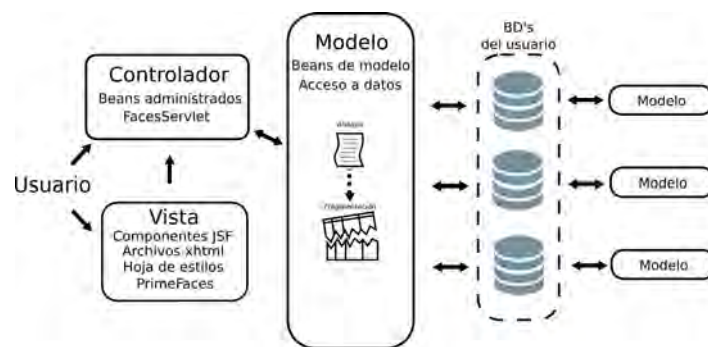 Usuario
Controlador
Beans administrados
FacesServlet
Vista
Componentes JSF
Archivos xhtml
Hoja de estilos
PrimeFaces
Modelo
Beans de modelo
Acceso a datos
Fragmentación
BD's
del usuario
Modelo
Modelo
Modelo